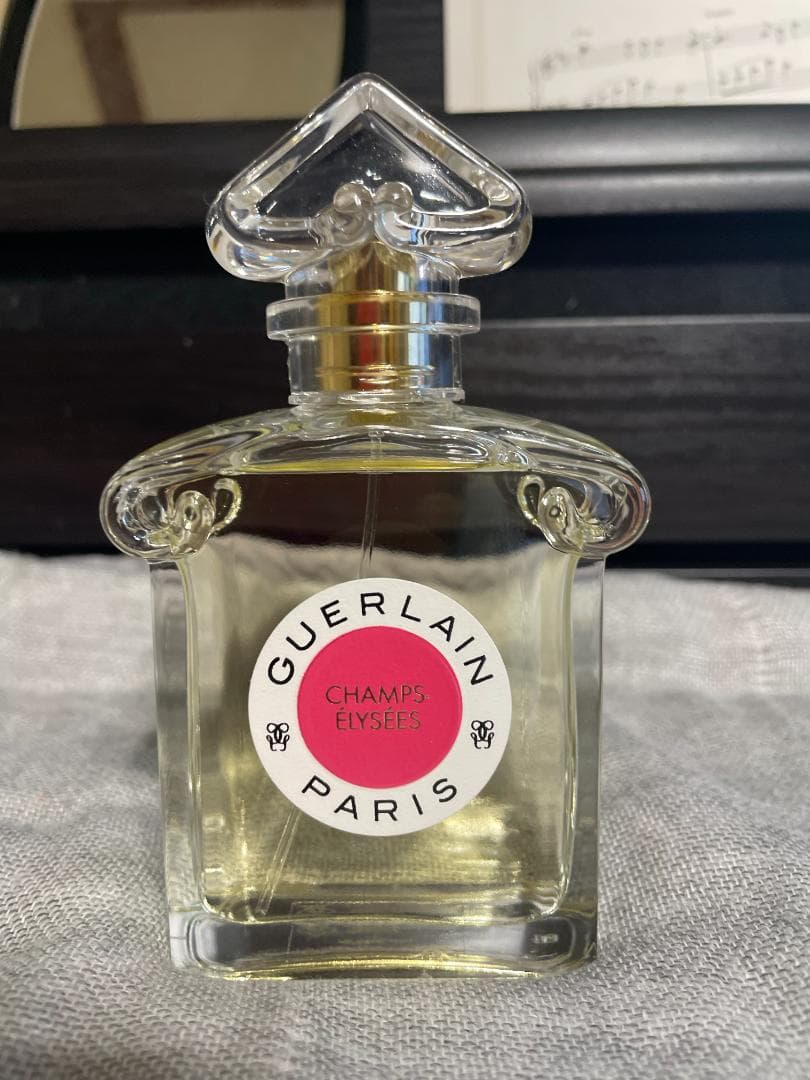 GUERLAIN
CHAMPS-
ÉLYSÉES
PARIS